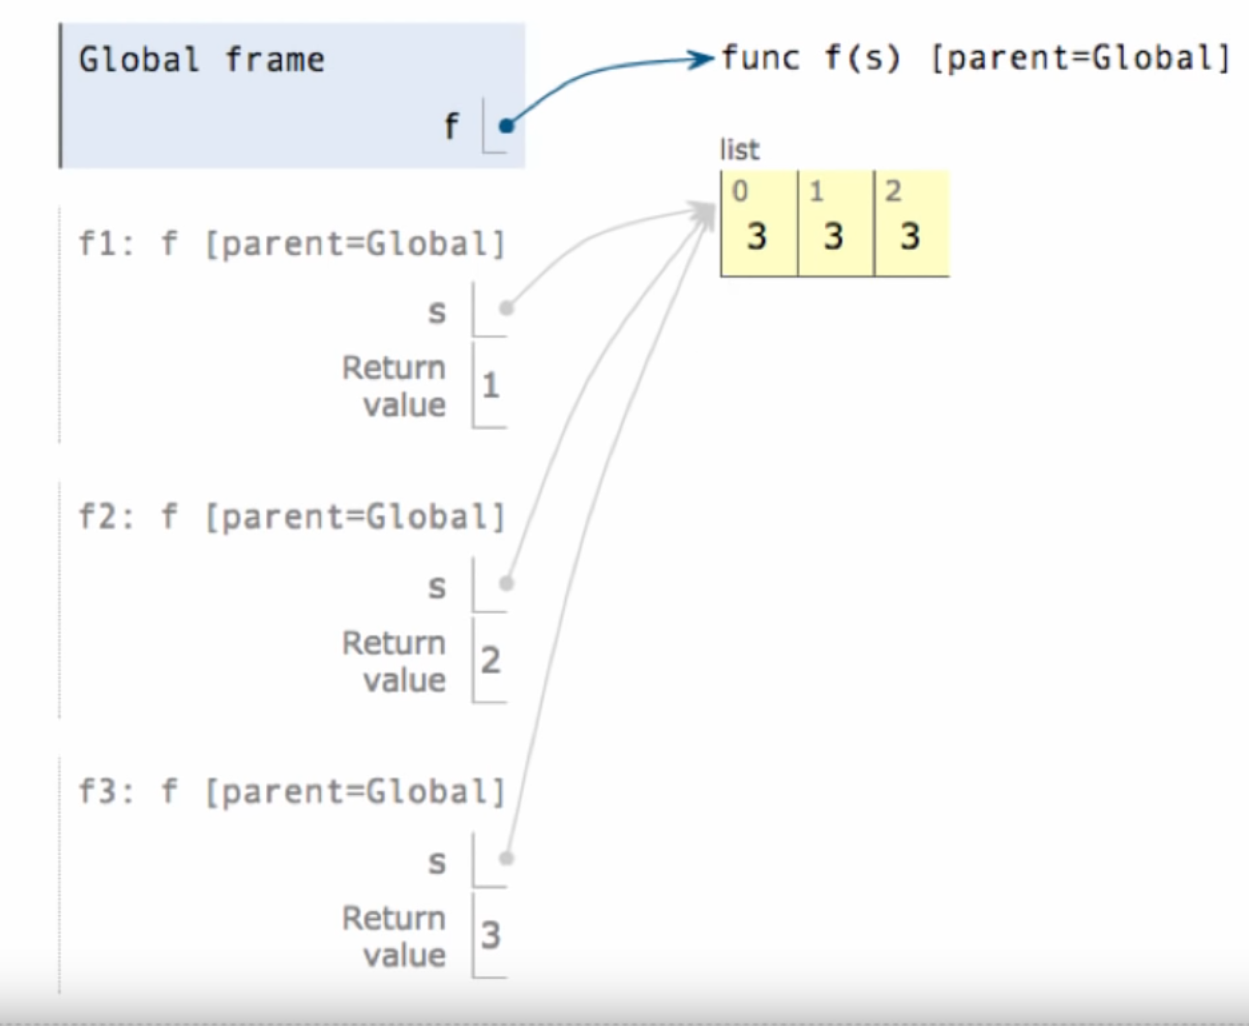 Global frame
f
func f(s) [parent=Global]
list
0 1 2
3 3 3
f1: f [parent=Global]
s
Return
value
1
f2: f [parent=Global]
s
Return
value
2
f3: f [parent=Global]
s
Return
value
3